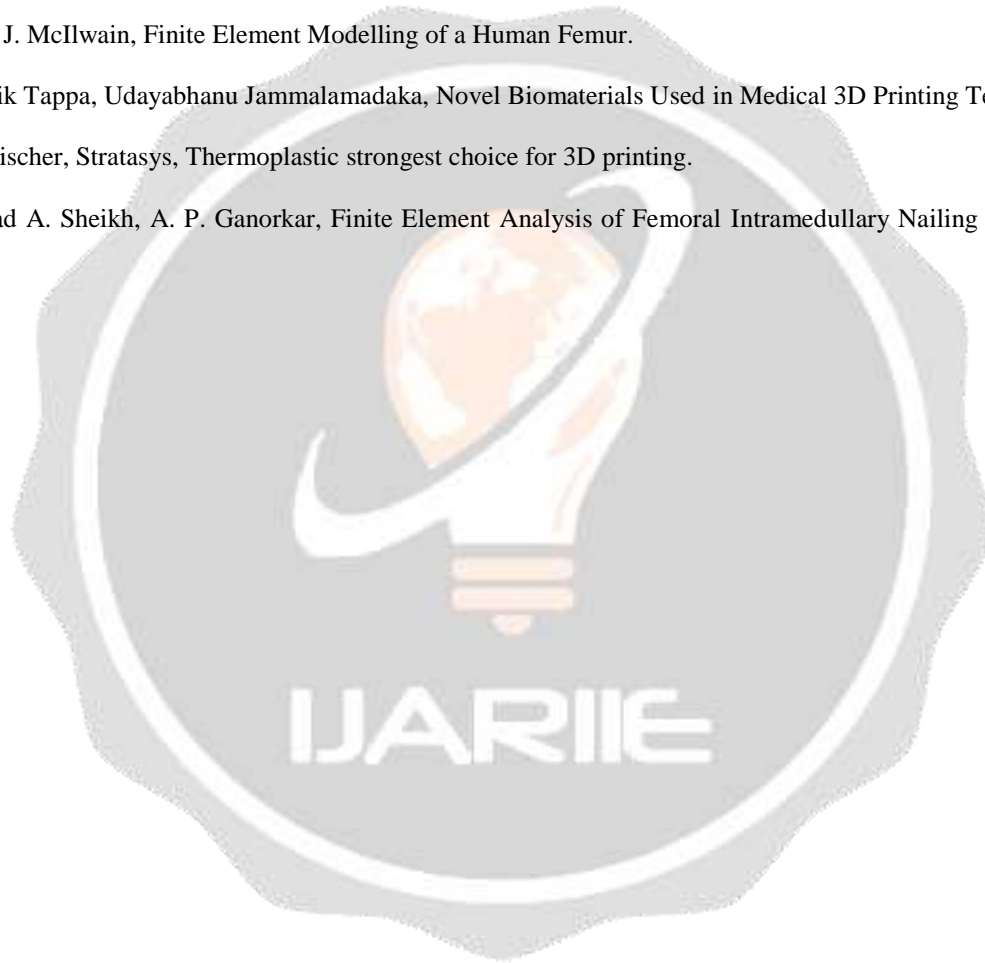 J. McIlwain, Finite Element Modelling of a Human Femur.
ik Tappa, Udayabhanu Jammalamadaka, Novel Biomaterials Used in Medical 3D Printing Te
ischer, Stratasys, Thermoplastic strongest choice for 3D printing.
ad A. Sheikh, A. P. Ganorkar, Finite Element Analysis of Femoral Intramedullary Nailing
IJARIIE